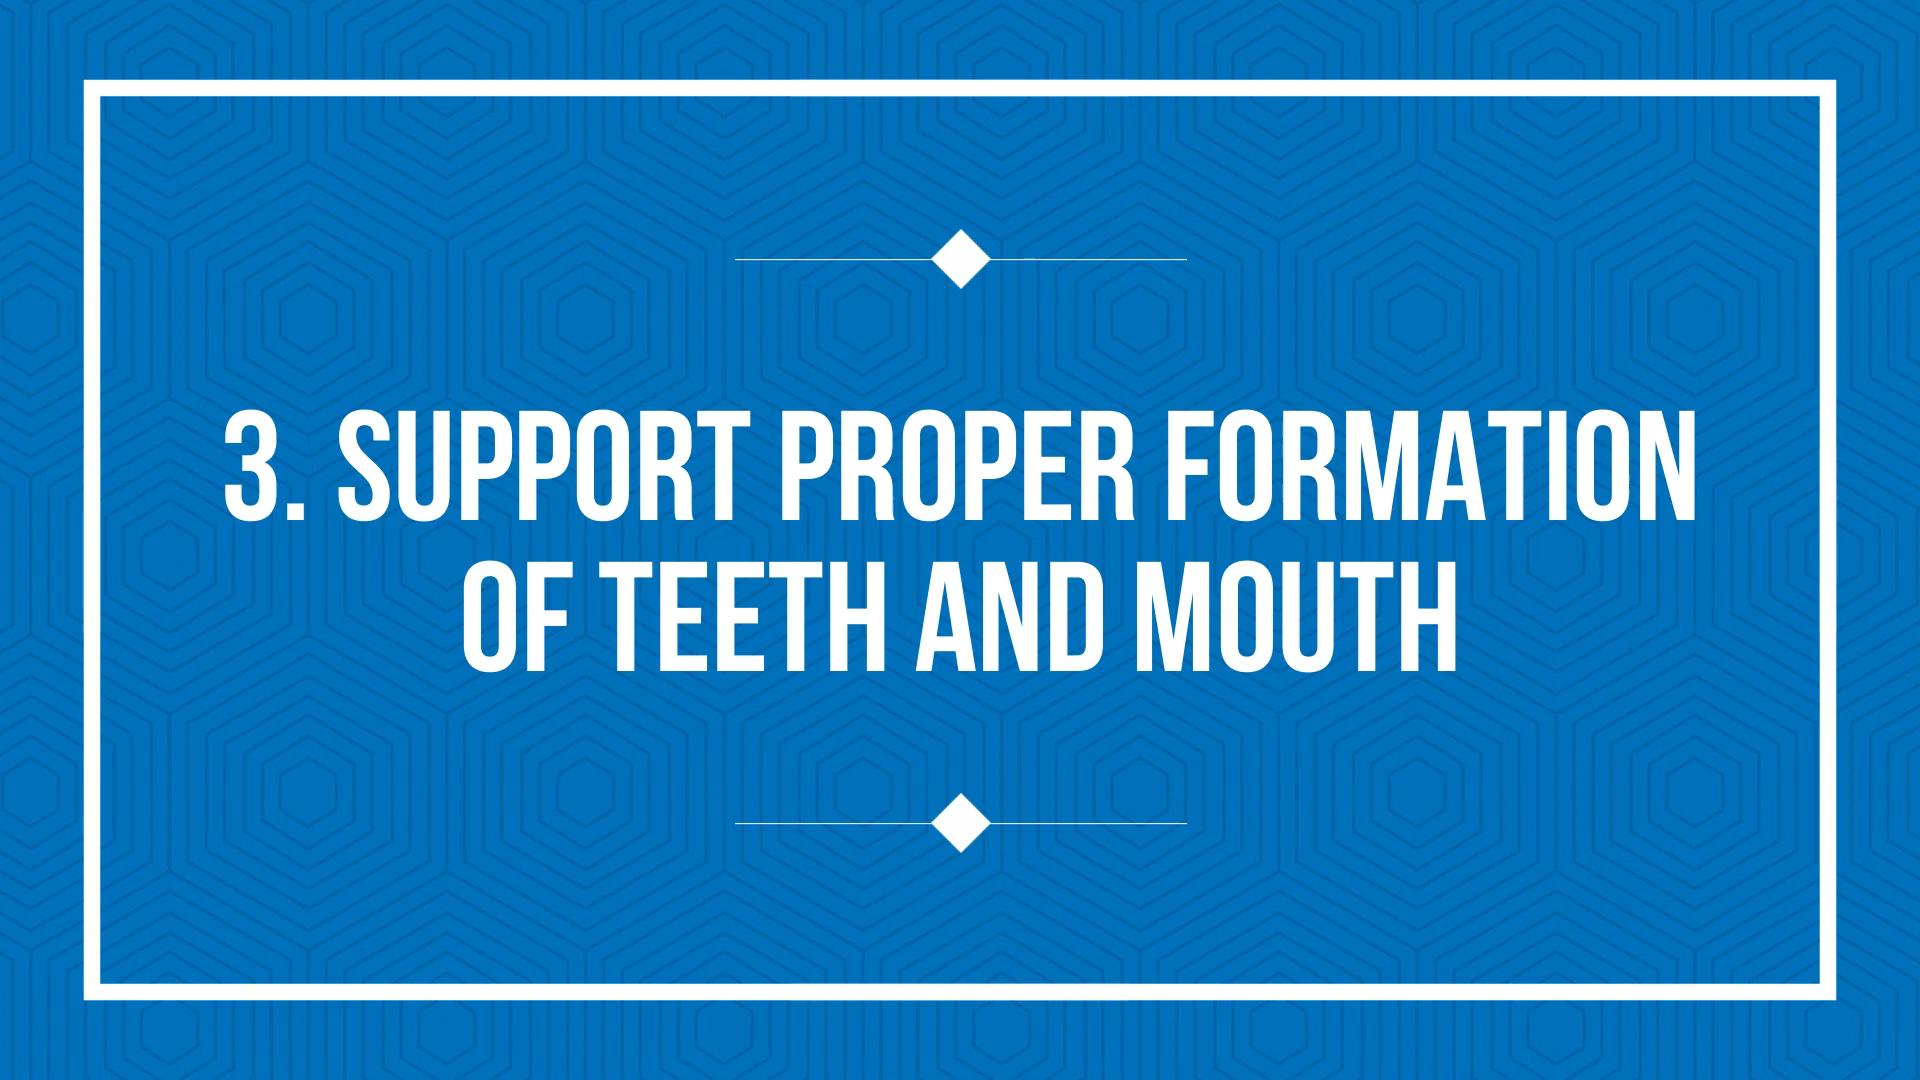 3. SUPPORT PROPER FORMATION
OF TEETH AND MOUTH